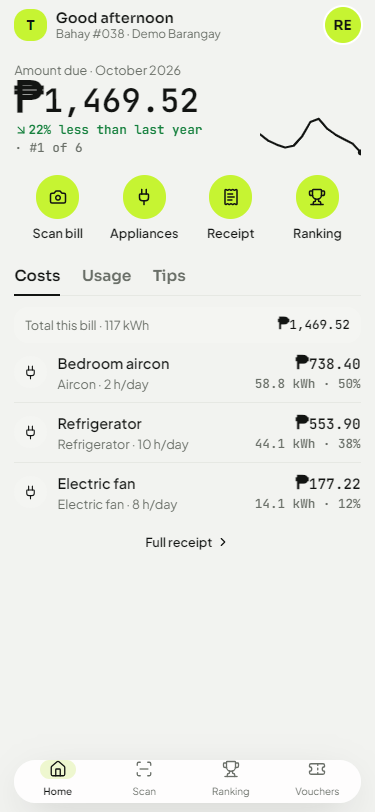 T
Good afternoon
Bahay #038 · Demo Barangay
RE
Amount due · October 2026
₱1,469.52
↘22% less than last year
· #1 of 6
Scan bill
Appliances
Receipt
Ranking
Costs
Usage
Tips
Total this bill · 117 kWh
₱1,469.52
Bedroom aircon
₱738.40
Aircon · 2 h/day
58.8 kWh · 50%
Refrigerator
₱553.90
Refrigerator · 10 h/day
44.1 kWh · 38%
Electric fan
₱177.22
Electric fan · 8 h/day
14.1 kWh · 12%
Full receipt >
Home
Scan
Ranking
Vouchers